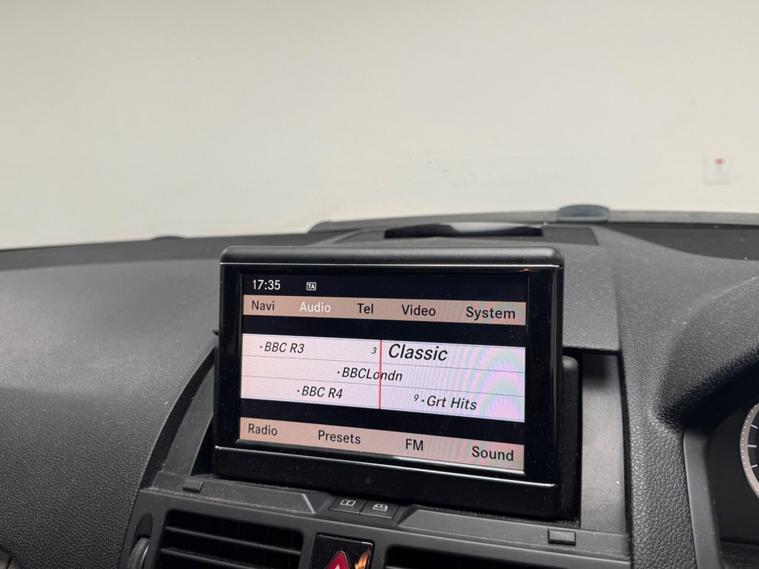 17:35 TA
Navi Audio Tel Video System
·BBC R3 3 Classic
·BBCLondn
·BBC R4 9·Grt Hits
Radio Presets FM Sound